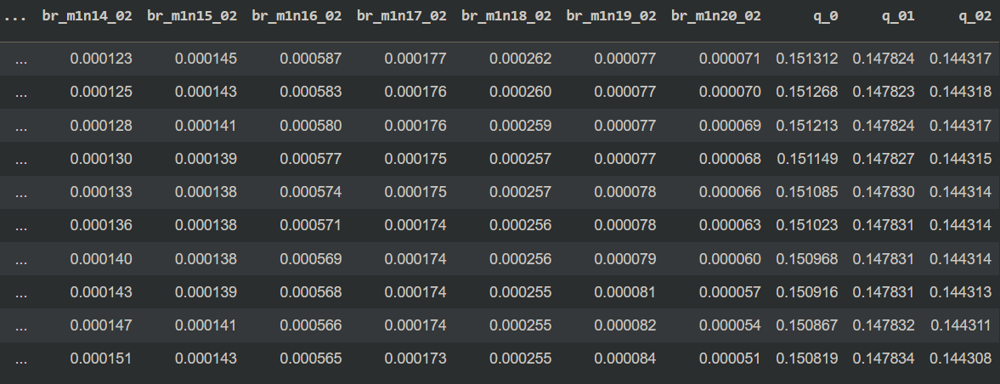 ... br_m1n14_02 br_m1n15_02 br_m1n16_02 br_m1n17_02 br_m1n18_02 br_m1n19_02 br_m1n20_02 q_0 q_01 q_02
... 0.000123 0.000145 0.000587 0.000177 0.000262 0.000077 0.000071 0.151312 0.147824 0.144317
... 0.000125 0.000143 0.000583 0.000176 0.000260 0.000077 0.000070 0.151268 0.147823 0.144318
... 0.000128 0.000141 0.000580 0.000176 0.000259 0.000077 0.000069 0.151213 0.147824 0.144317
... 0.000130 0.000139 0.000577 0.000175 0.000257 0.000077 0.000068 0.151149 0.147827 0.144315
... 0.000133 0.000138 0.000574 0.000175 0.000257 0.000078 0.000066 0.151085 0.147830 0.144314
... 0.000136 0.000138 0.000571 0.000174 0.000256 0.000078 0.000063 0.151023 0.147831 0.144314
... 0.000140 0.000138 0.000569 0.000174 0.000256 0.000079 0.000060 0.150968 0.147831 0.144314
... 0.000143 0.000139 0.000568 0.000174 0.000255 0.000081 0.000057 0.150916 0.147831 0.144313
... 0.000147 0.000141 0.000566 0.000174 0.000255 0.000082 0.000054 0.150867 0.147832 0.144311
... 0.000151 0.000143 0.000565 0.000173 0.000255 0.000084 0.000051 0.150819 0.147834 0.144308